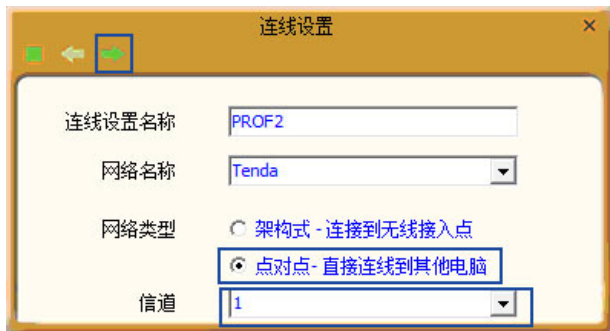 连线设置
连线设置名称 PROF2
网络名称 Tenda
网络类型 架构式 - 连接到无线接入点
点对点- 直接连线到其他电脑
信道 1